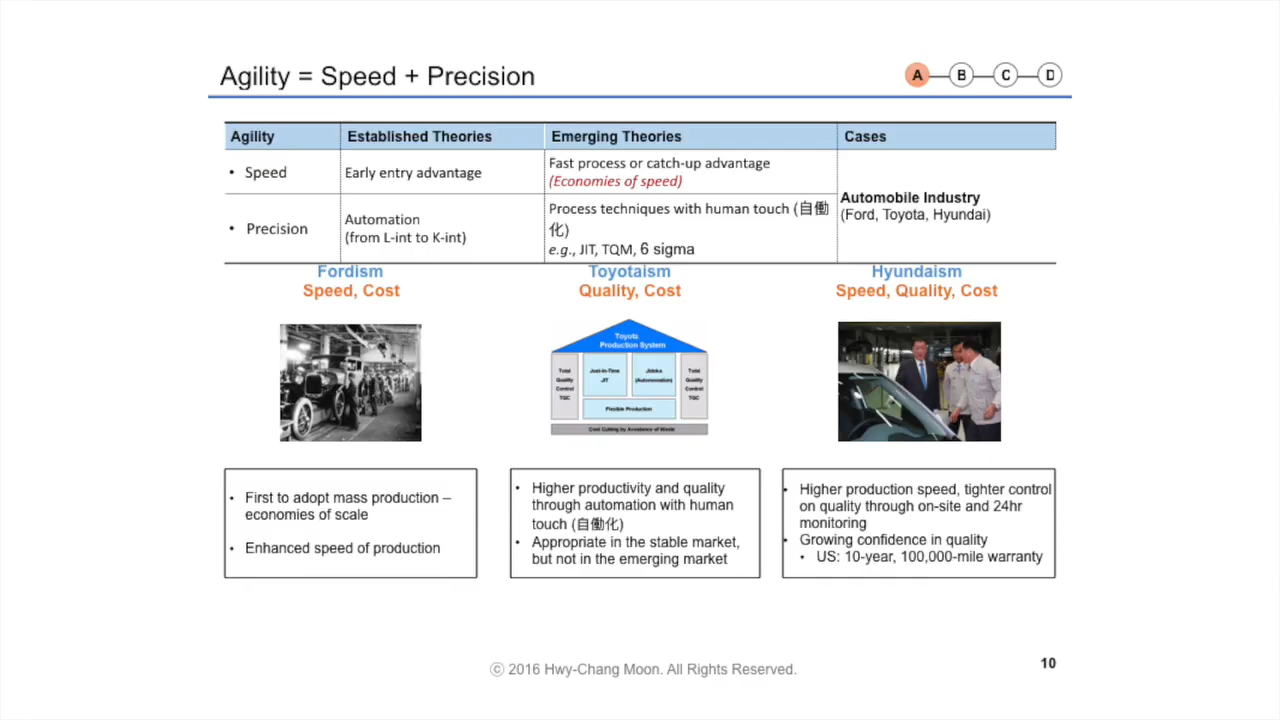 Agility = Speed + Precision
A B C D
Agility
Established Theories
Emerging Theories
Cases
• Speed
Early entry advantage
Fast process or catch-up advantage
(Economies of speed)
Automobile Industry
(Ford, Toyota, Hyundai)
• Precision
Automation
(from L-int to K-int)
Process techniques with human touch (自働
化)
e.g., JIT, TQM, 6 sigma
Fordism
Speed, Cost
Toyotaism
Quality, Cost
Hyundaism
Speed, Quality, Cost
Toyota
Production System
Total
Quality
Control
TQC
Just-in-Time
JIT
Jidoka
(Autonovation)
Total
Quality
Control
TQC
Flexible Production
Cost Cutting by Avoidance of Waste
• First to adopt mass production –
economies of scale
• Enhanced speed of production
• Higher productivity and quality
through automation with human
touch (自働化)
• Appropriate in the stable market,
but not in the emerging market
• Higher production speed, tighter control
on quality through on-site and 24hr
monitoring
• Growing confidence in quality
• US: 10-year, 100,000-mile warranty
ⓒ 2016 Hwy-Chang Moon. All Rights Reserved.
10